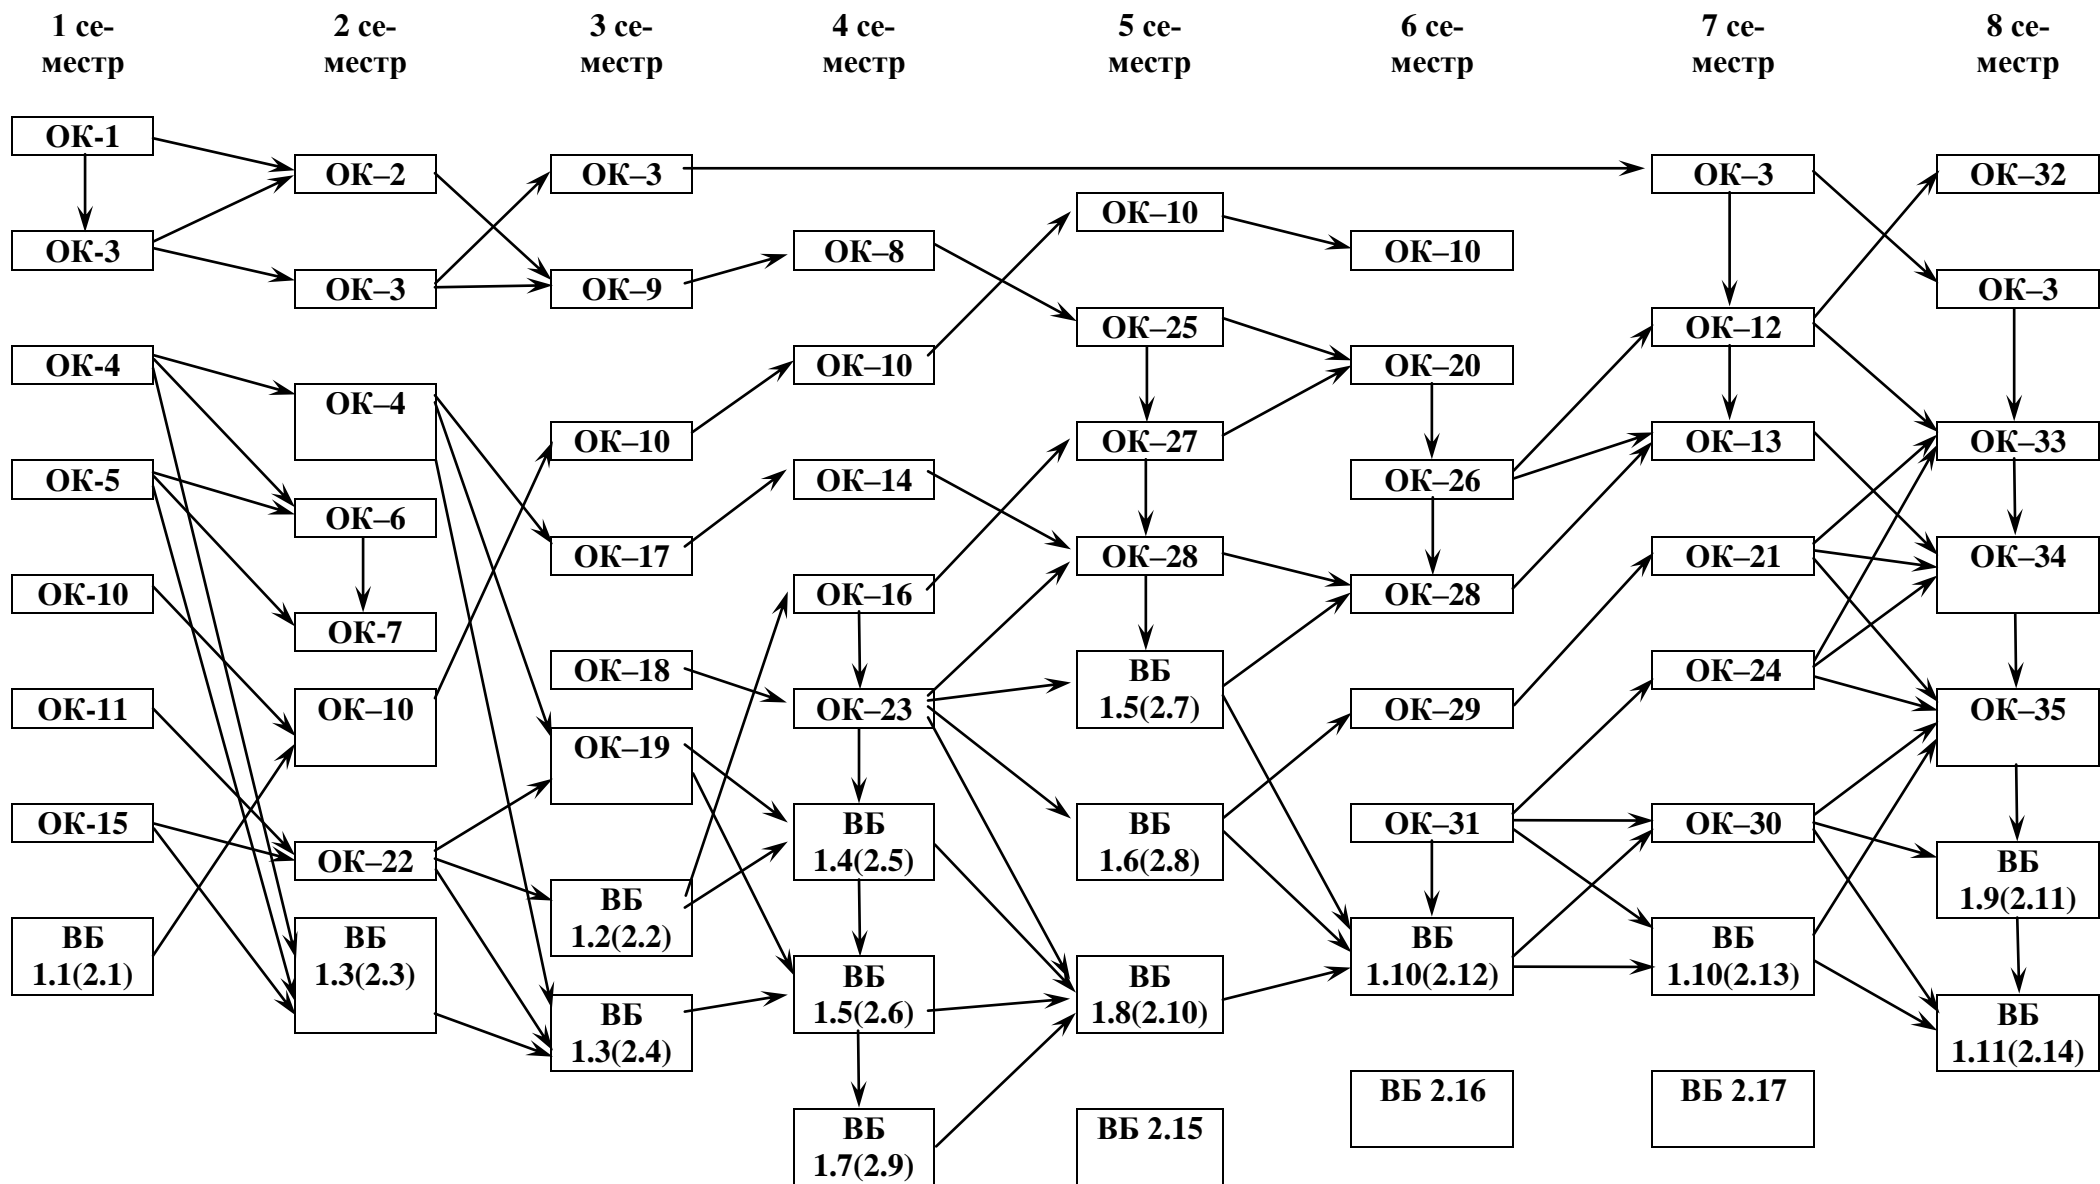 1 се-
местр
2 се-
местр
3 се-
местр
4 се-
местр
5 се-
местр
6 се-
местр
7 се-
местр
8 се-
местр
ОК-1
ОК-3
ОК-4
ОК-5
ОК-10
ОК-11
ОК-15
ВБ
1.1(2.1)
ОК–2
ОК–3
ОК–4
ОК–6
ОК-7
ОК–10
ОК–22
ВБ
1.3(2.3)
ОК–3
ОК–9
ОК–10
ОК–17
ОК–18
ОК–19
ВБ
1.2(2.2)
ВБ
1.3(2.4)
ОК–8
ОК–10
ОК–14
ОК–16
ОК–23
ВБ
1.4(2.5)
ВБ
1.5(2.6)
ВБ
1.7(2.9)
ОК–10
ОК–25
ОК–27
ОК–28
ВБ
1.5(2.7)
ВБ
1.6(2.8)
ВБ
1.8(2.10)
ВБ 2.15
ОК–10
ОК–20
ОК–26
ОК–28
ОК–29
ОК–31
ВБ
1.10(2.12)
ВБ 2.16
ОК–3
ОК–12
ОК–13
ОК–21
ОК–24
ОК–30
ВБ
1.10(2.13)
ВБ 2.17
ОК–32
ОК–3
ОК–33
ОК–34
ОК–35
ВБ
1.9(2.11)
ВБ
1.11(2.14)